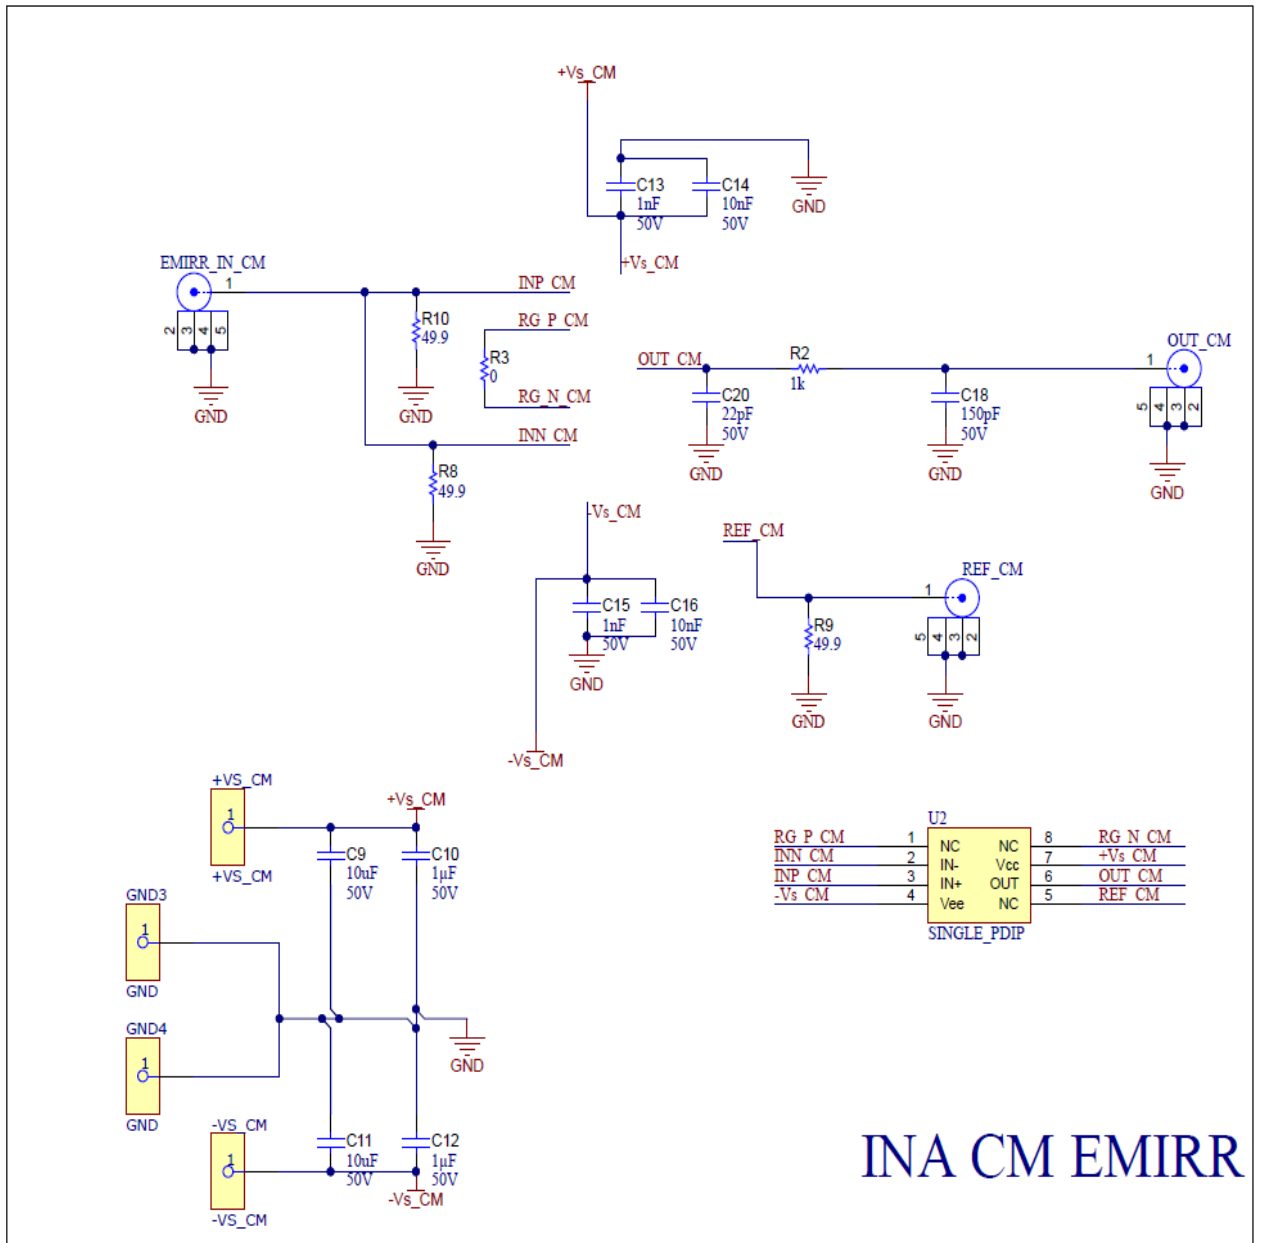 +Vs_CM
C13
1nF
50V
C14
10nF
50V
GND
+Vs_CM
EMIRR_IN_CM
1
2
3
4
5
GND
INP_CM
R10
49.9
GND
RG_P_CM
R3
0
RG_N_CM
INN_CM
R8
49.9
GND
OUT_CM
R2
1k
C20
22pF
50V
GND
C18
150pF
50V
GND
OUT_CM
1
5
4
3
2
GND
-Vs_CM
C15
1nF
50V
C16
10nF
50V
GND
-Vs_CM
REF_CM
R9
49.9
GND
REF_CM
1
5
4
3
2
GND
+VS_CM
1
+VS_CM
+Vs_CM
C9
10uF
50V
C10
1µF
50V
GND3
1
GND
GND4
1
GND
GND
-VS_CM
1
-VS_CM
C11
10uF
50V
C12
1µF
50V
-Vs_CM
U2
RG_P_CM 1 NC NC 8 RG_N_CM
INN_CM 2 IN- Vcc 7 +Vs_CM
INP_CM 3 IN+ OUT 6 OUT_CM
-Vs_CM 4 Vee NC 5 REF_CM
SINGLE_PDIP
INA CM EMIRR